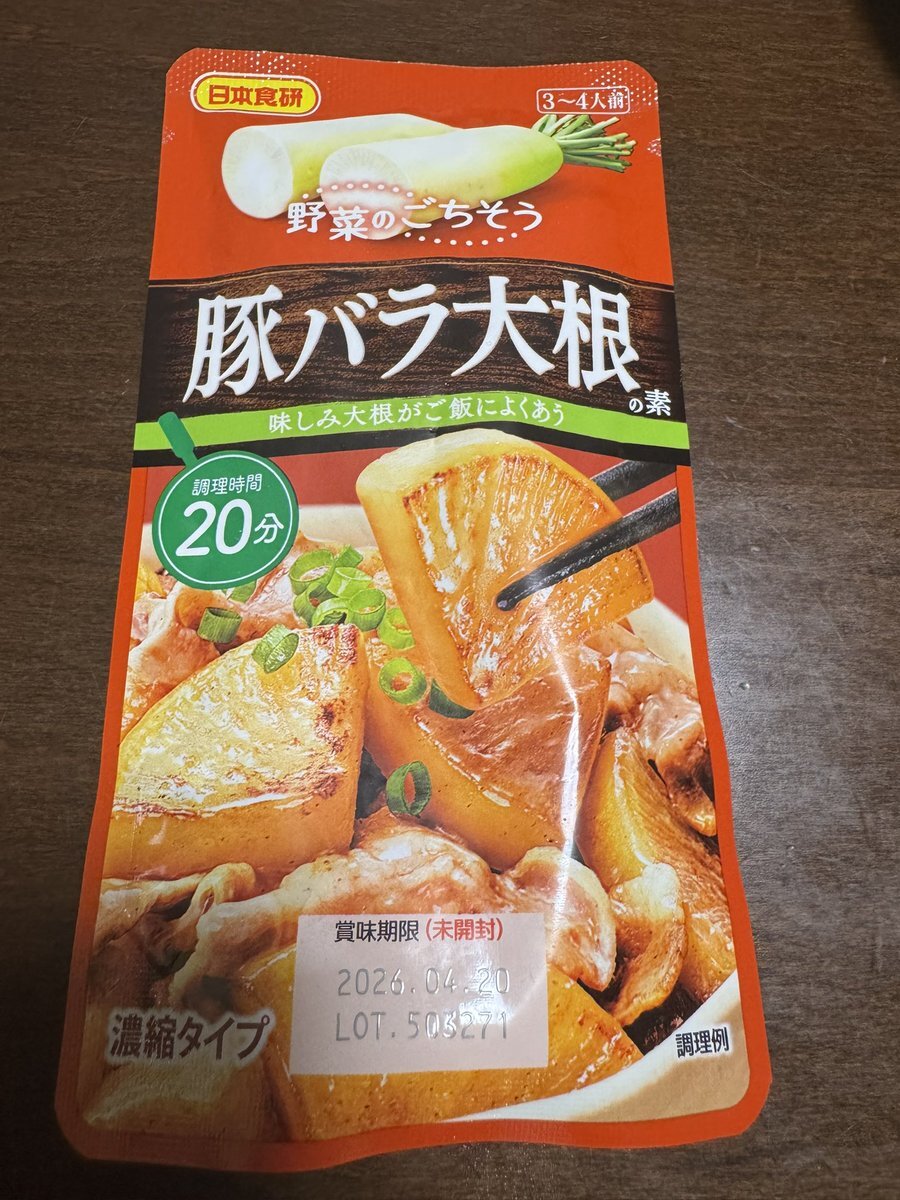 日本食研
3〜4人前
野菜のごちそう
豚バラ大根の素
味しみ大根がご飯によくあう
調理時間
20分
賞味期限(未開封)
2026.04.20
LOT.503271
濃縮タイプ
調理例